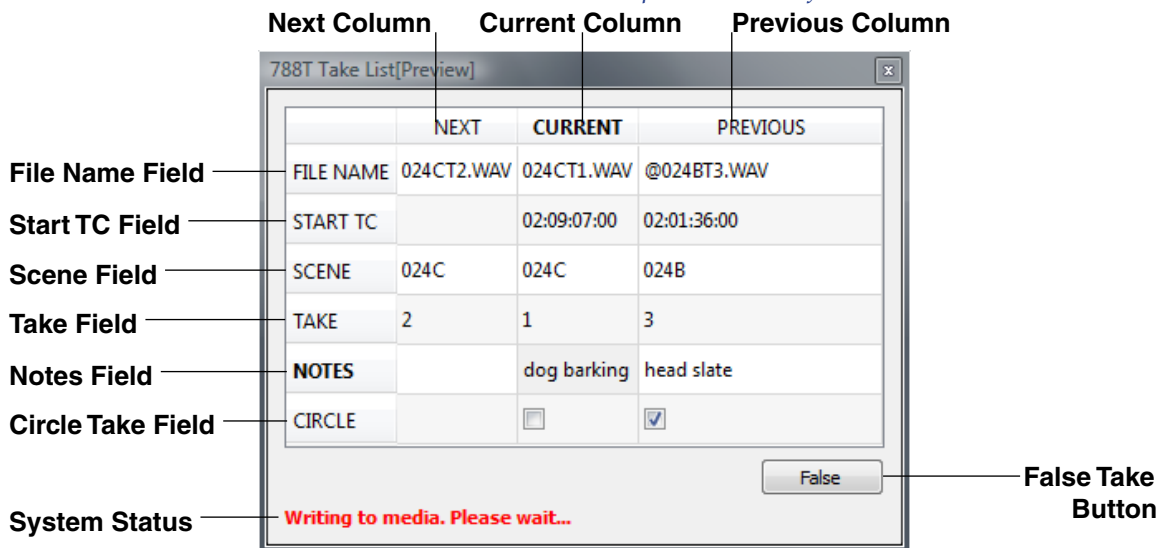 Next Column Current Column Previous Column
788T Take List[Preview] x
NEXT CURRENT PREVIOUS
File Name Field FILE NAME 024CT2.WAV 024CT1.WAV @024BT3.WAV
Start TC Field START TC 02:09:07:00 02:01:36:00
Scene Field SCENE 024C 024C 024B
Take Field TAKE 2 1 3
Notes Field NOTES dog barking head slate
Circle Take Field CIRCLE
False False Take
Button
System Status Writing to media. Please wait...